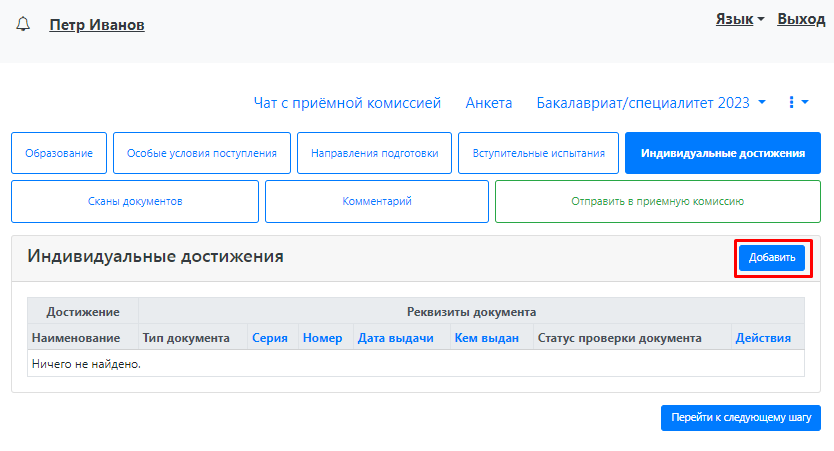 Петр Иванов
Язык Выход
Чат с приёмной комиссией Анкета Бакалавриат/специалитет 2023
Образование Особые условия поступления Направления подготовки Вступительные испытания Индивидуальные достижения
Сканы документов Комментарий Отправить в приемную комиссию
Индивидуальные достижения Добавить
Достижение Реквизиты документа
Наименование Тип документа Серия Номер Дата выдачи Кем выдан Статус проверки документа Действия
Ничего не найдено.
Перейти к следующему шагу